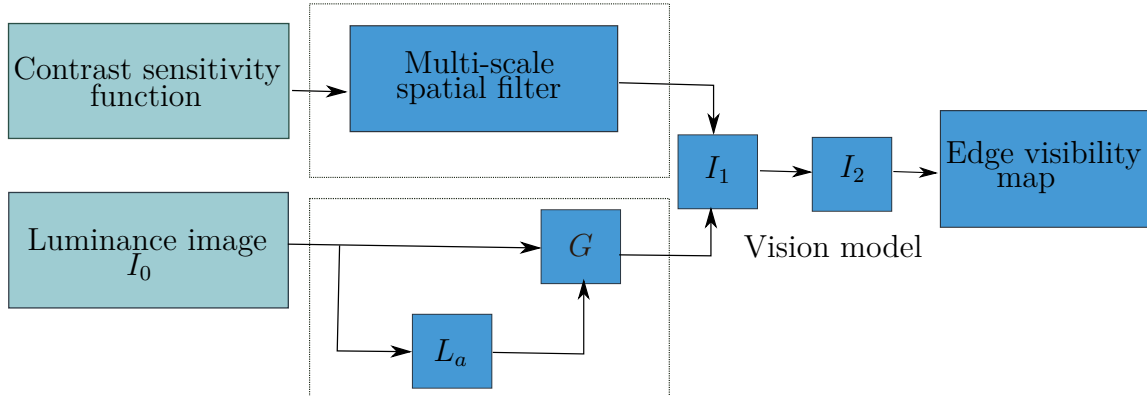 Contrast sensitivity
function
Multi-scale
spatial filter
I₁
I₂
Edge visibility
map
Luminance image
I₀
G
Vision model
Lₐ